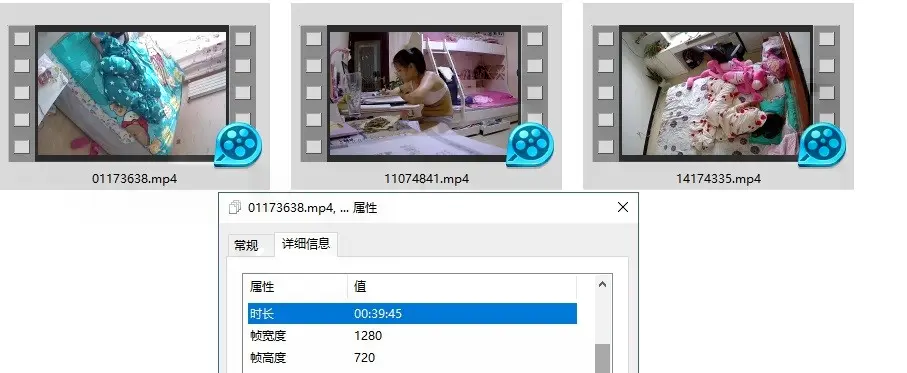 01173638.mp4
11074841.mp4
14174335.mp4
01173638.mp4, ... 属性
常规
详细信息
属性 值
时长 00:39:45
帧宽度 1280
帧高度 720